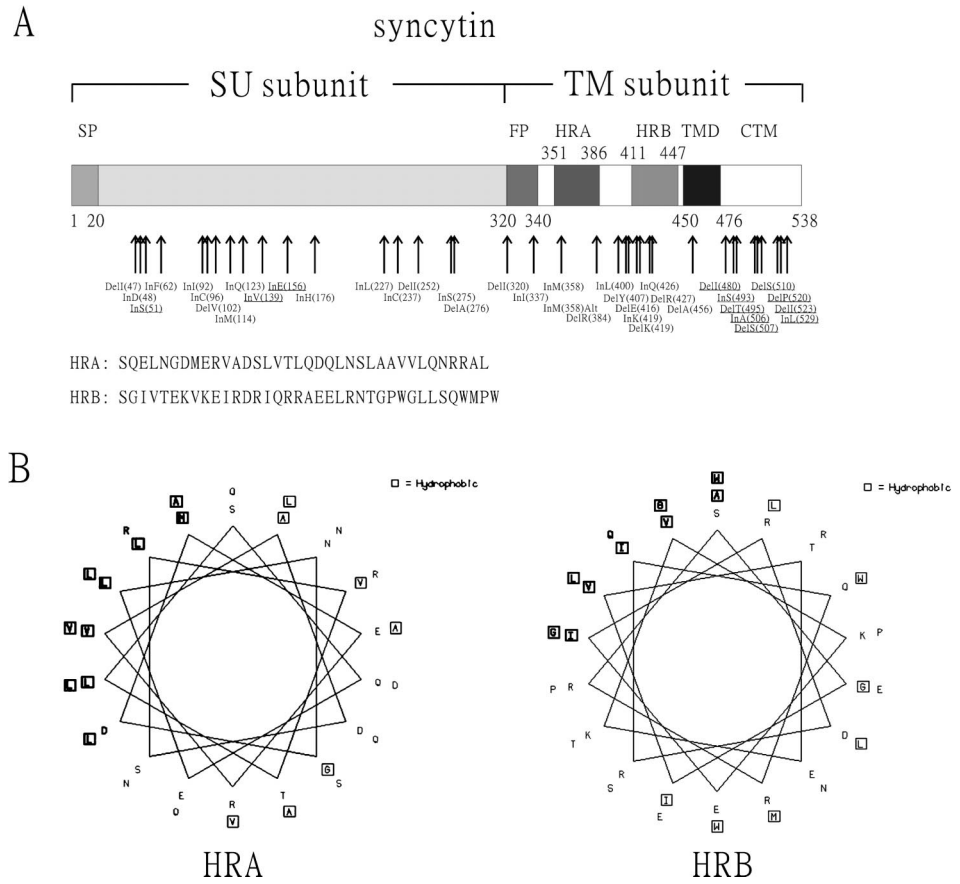 A
syncytin
SU subunit TM subunit
SP FP HRA HRB TMD CTM
351 386 411 447
1 20 320 340 450 476 538
DelI(47) InF(62) InI(92) InQ(123) InE(156) InL(227) DelI(252) DelI(320) InM(358) InL(400) InQ(426) DelI(480) DelS(510)
InD(48) InC(96) InV(139) InH(176) InC(237) InS(275) InI(337) DelY(407) DelR(427) InS(493) DelP(520)
InS(51) DelV(102) DelA(276) InM(358)Alt DelE(416) DelA(456) DelT(495) DelI(523)
InM(114) DelR(384) InK(419) InA(506) InL(529)
DelK(419) DelS(507)
HRA: SQELNGDMERVADSLVTLQDQLNSLAAVVLQNRRAL
HRB: SGIVTEKVKEIRDRIQRRAEELRNTGPWGLLSQWMPW
B
= Hydrophobic
Q
A L
S
M A
R N
L N
L R
L V
V V E A
L L Q D
D D
L Q
G
S S
N
E T
R
Q A
V
HRA
= Hydrophobic
W
A L
G
S
V R
Q R
I T
L W
V Q
G I K P
P R G E
K D
T L
R E
S N
I R
E
E M
W
HRB